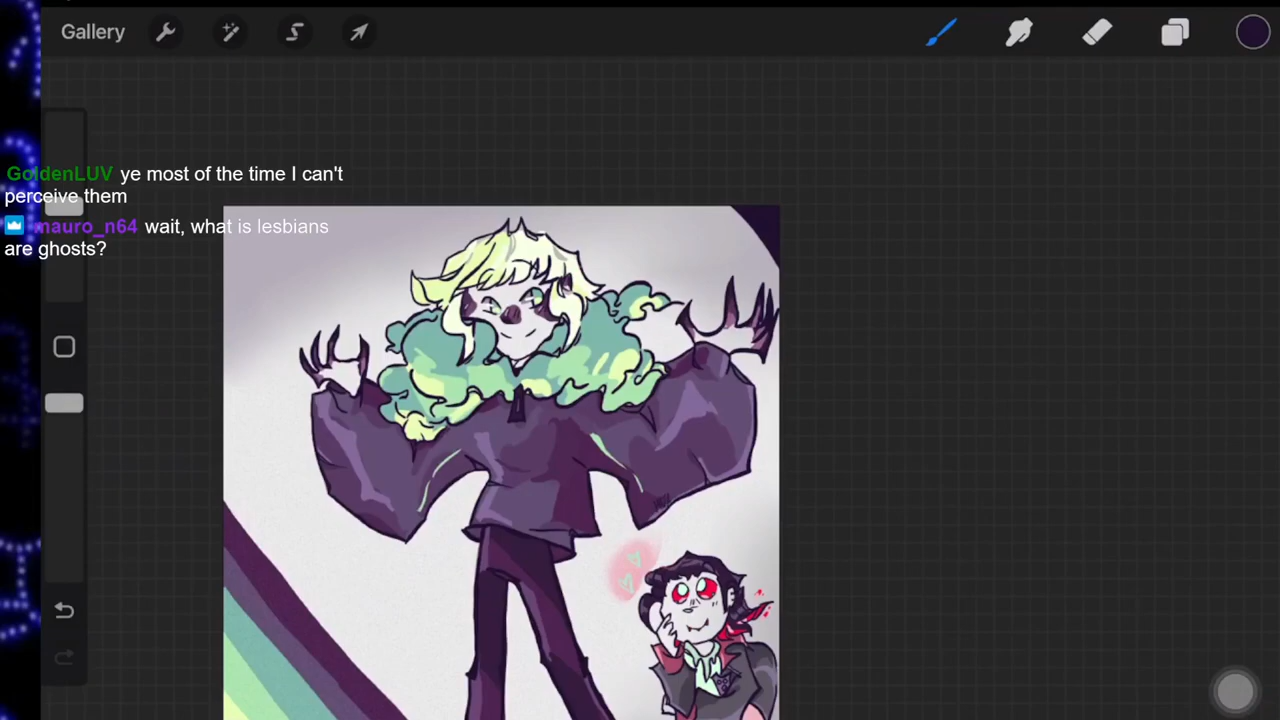 Gallery
GoldenLUV ye most of the time I can't
perceive them
mauro_n64 wait, what is lesbians
are ghosts?